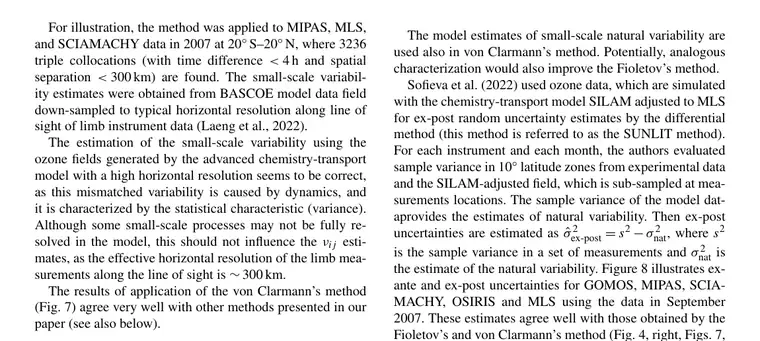 For illustration, the method was applied to MIPAS, MLS,
and SCIAMACHY data in 2007 at 20° S–20° N, where 3236
triple collocations (with time difference < 4 h and spatial
separation < 300 km) are found. The small-scale variabil-
ity estimates were obtained from BASCOE model data field
down-sampled to typical horizontal resolution along line of
sight of limb instrument data (Laeng et al., 2022).
The estimation of the small-scale variability using the
ozone fields generated by the advanced chemistry-transport
model with a high horizontal resolution seems to be correct,
as this mismatched variability is caused by dynamics, and
it is characterized by the statistical characteristic (variance).
Although some small-scale processes may not be fully re-
solved in the model, this should not influence the νij esti-
mates, as the effective horizontal resolution of the limb mea-
surements along the line of sight is ∼ 300 km.
The results of application of the von Clarmann's method
(Fig. 7) agree very well with other methods presented in our
paper (see also below).
The model estimates of small-scale natural variability are
used also in von Clarmann's method. Potentially, analogous
characterization would also improve the Fioletov's method.
Sofieva et al. (2022) used ozone data, which are simulated
with the chemistry-transport model SILAM adjusted to MLS
for ex-post random uncertainty estimates by the differential
method (this method is referred to as the SUNLIT method).
For each instrument and each month, the authors evaluated
sample variance in 10° latitude zones from experimental data
and the SILAM-adjusted field, which is sub-sampled at mea-
surements locations. The sample variance of the model dat-
aprovides the estimates of natural variability. Then ex-post
uncertainties are estimated as σ̂²ex-post = s² − σ²nat, where s²
is the sample variance in a set of measurements and σ²nat is
the estimate of the natural variability. Figure 8 illustrates ex-
ante and ex-post uncertainties for GOMOS, MIPAS, SCIA-
MACHY, OSIRIS and MLS using the data in September
2007. These estimates agree well with those obtained by the
Fioletov's and von Clarmann's method (Fig. 4, right, Figs. 7,